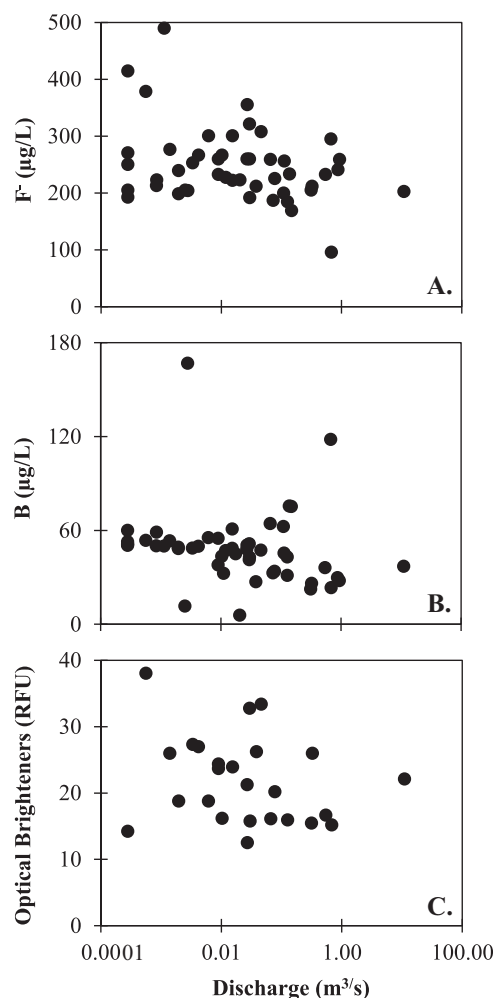 500
400
300
200
100
0
F⁻ (µg/L)
A.
180
120
60
0
B (µg/L)
B.
40
30
20
10
0
Optical Brighteners (RFU)
C.
0.0001 0.01 1.00 100.00
Discharge (m³/s)